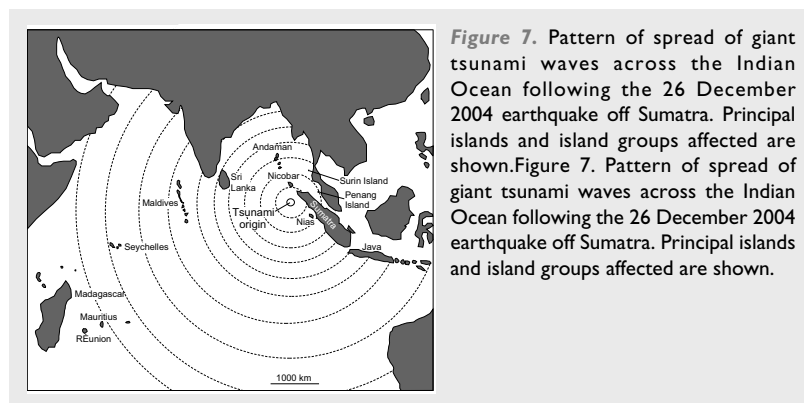 Figure 7. Pattern of spread of giant
tsunami waves across the Indian
Ocean following the 26 December
2004 earthquake off Sumatra. Principal
islands and island groups affected are
shown.Figure 7. Pattern of spread of
giant tsunami waves across the Indian
Ocean following the 26 December 2004
earthquake off Sumatra. Principal islands
and island groups affected are shown.
Andaman
Sri
Lanka
Nicobar
Surin Island
Penang
Island
Maldives
Tsunami
origin
Sumatra
Nias
Seychelles
Java
Madagascar
Mauritius
RÈunion
1000 km